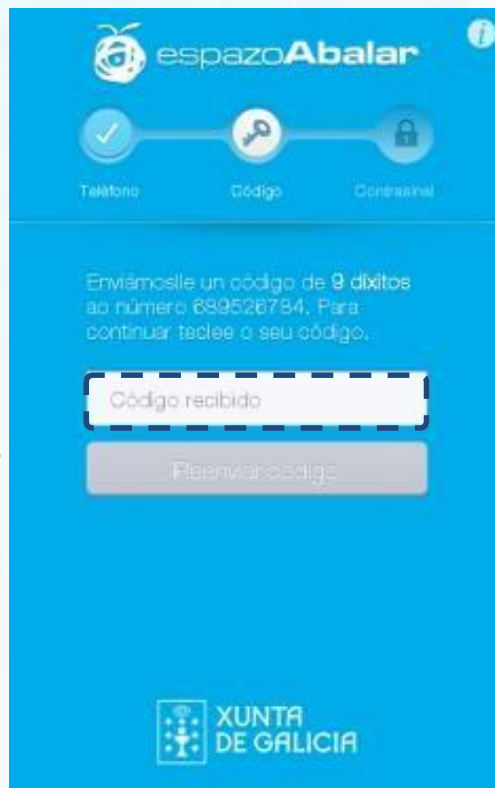 espazoAbalar
i
Teléfono
Código
Contrasinal
Enviámoslle un código de 9 díxitos
ao número 689526784. Para
continuar teclee o seu código.
Código recibido
Reenviar código
XUNTA
DE GALICIA